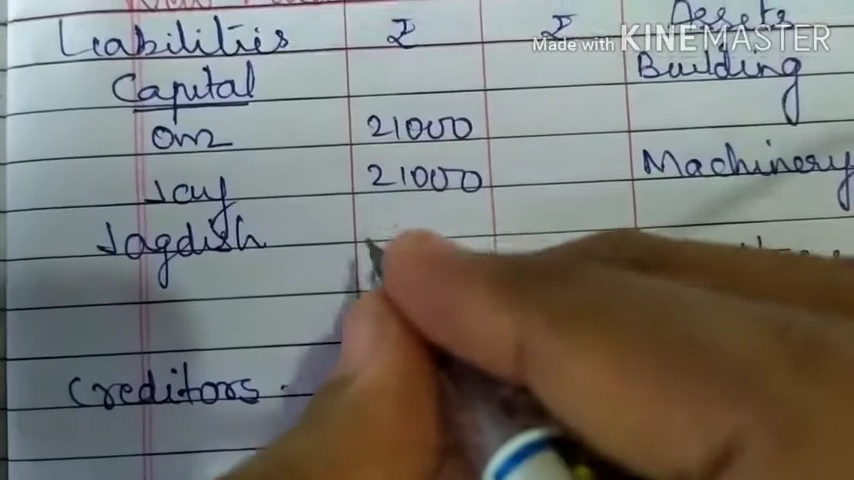 Liabilities ₹ ₹ Assets
Made with KINEMASTER
Capital Building
Om 21000
Jay 21000 Machinery
Jagdish
Creditors